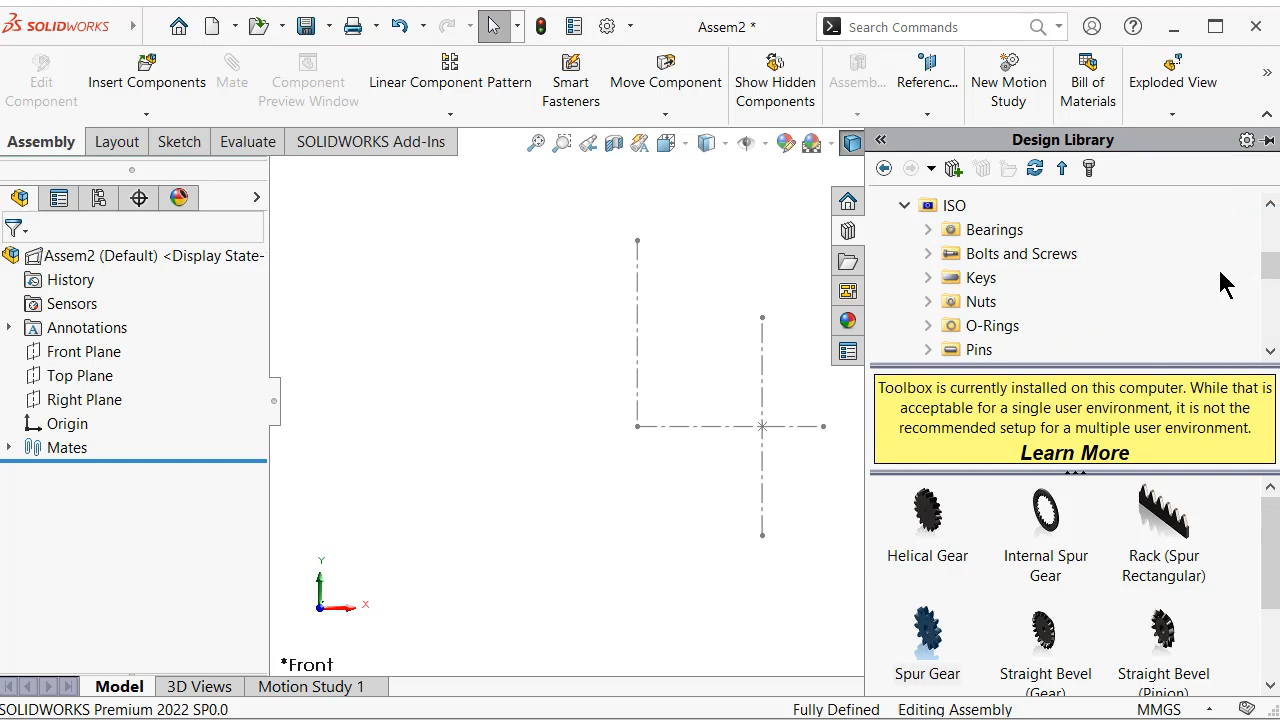 SOLIDWORKS
Assem2 *
Search Commands
Edit
Component
Insert Components
Mate
Component
Preview Window
Linear Component Pattern
Smart
Fasteners
Move Component
Show Hidden
Components
Assemb...
Referenc...
New Motion
Study
Bill of
Materials
Exploded View
Assembly
Layout
Sketch
Evaluate
SOLIDWORKS Add-Ins
Assem2 (Default) <Display State-
History
Sensors
Annotations
Front Plane
Top Plane
Right Plane
Origin
Mates
Y
X
*Front
Design Library
ISO
Bearings
Bolts and Screws
Keys
Nuts
O-Rings
Pins
Toolbox is currently installed on this computer. While that is
acceptable for a single user environment, it is not the
recommended setup for a multiple user environment.
Learn More
Helical Gear
Internal Spur
Gear
Rack (Spur
Rectangular)
Spur Gear
Straight Bevel
(Gear)
Straight Bevel
(Pinion)
Model
3D Views
Motion Study 1
SOLIDWORKS Premium 2022 SP0.0
Fully Defined
Editing Assembly
MMGS